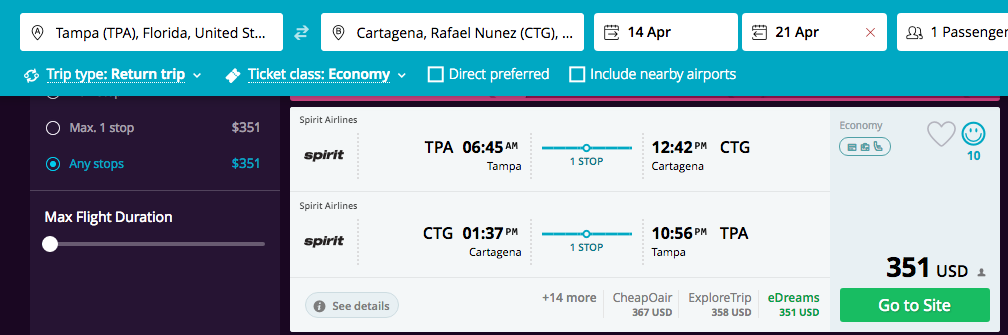 Tampa (TPA), Florida, United St...
Cartagena, Rafael Nunez (CTG), ...
14 Apr
21 Apr
1 Passenger
Trip type: Return trip
Ticket class: Economy
Direct preferred
Include nearby airports
Max. 1 stop $351
Any stops $351
Max Flight Duration
Spirit Airlines
spirit
TPA 06:45 AM
Tampa
1 STOP
12:42 PM CTG
Cartagena
Spirit Airlines
spirit
CTG 01:37 PM
Cartagena
1 STOP
10:56 PM TPA
Tampa
See details
+14 more
CheapOair
367 USD
ExploreTrip
358 USD
eDreams
351 USD
Economy
10
351 USD
Go to Site